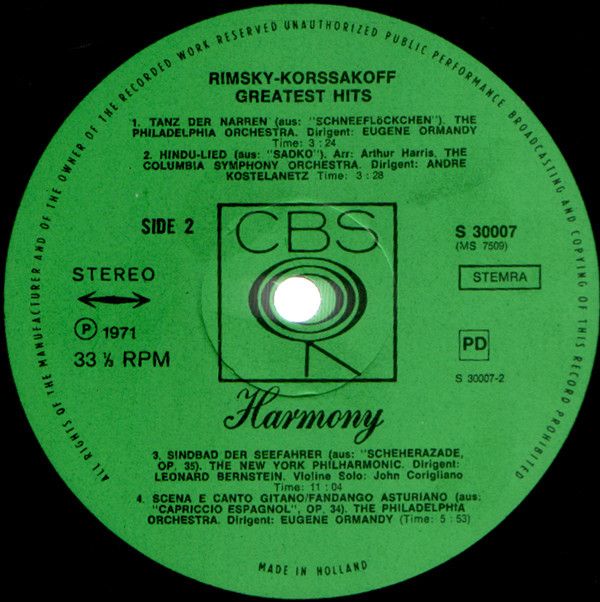 ALL RIGHTS OF THE MANUFACTURER AND OF THE OWNER OF THE RECORDED WORK RESERVED UNAUTHORIZED PUBLIC PERFORMANCE BROADCASTING AND COPYING OF THIS RECORD PROHIBITED
RIMSKY-KORSSAKOFF
GREATEST HITS
1. TANZ DER NARREN (aus: "SCHNEEFLöCKCHEN"). THE
PHILADELPHIA ORCHESTRA. Dirigent: EUGENE ORMANDY
Time: 3 : 24
2. HINDU-LIED (aus: "SADKO"). Arr: Arthur Harris. THE
COLUMBIA SYMPHONY ORCHESTRA. Dirigent: ANDRE
KOSTELANETZ Time: 3 : 28
SIDE 2
CBS
S 30007
(MS 7509)
STEREO
STEMRA
℗ 1971
33 ⅓ RPM
PD
S 30007-2
Harmony
3. SINDBAD DER SEEFAHRER (aus: "SCHEHERAZADE,
OP. 35). THE NEW YORK PHILHARMONIC. Dirigent:
LEONARD BERNSTEIN. Violine Solo: John Corigliano
Time: 11 : 04
4. SCENA E CANTO GITANO/FANDANGO ASTURIANO (aus:
"CAPRICCIO ESPAGNOL", OP. 34). THE PHILADELPHIA
ORCHESTRA. Dirigent: EUGENE ORMANDY (Time: 5 : 53)
MADE IN HOLLAND